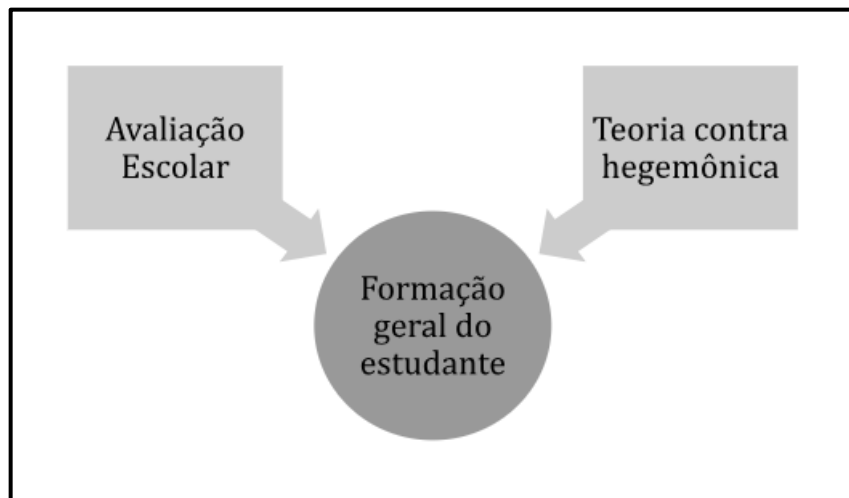 Avaliação
Escolar
Teoria contra
hegemônica
Formação
geral do
estudante